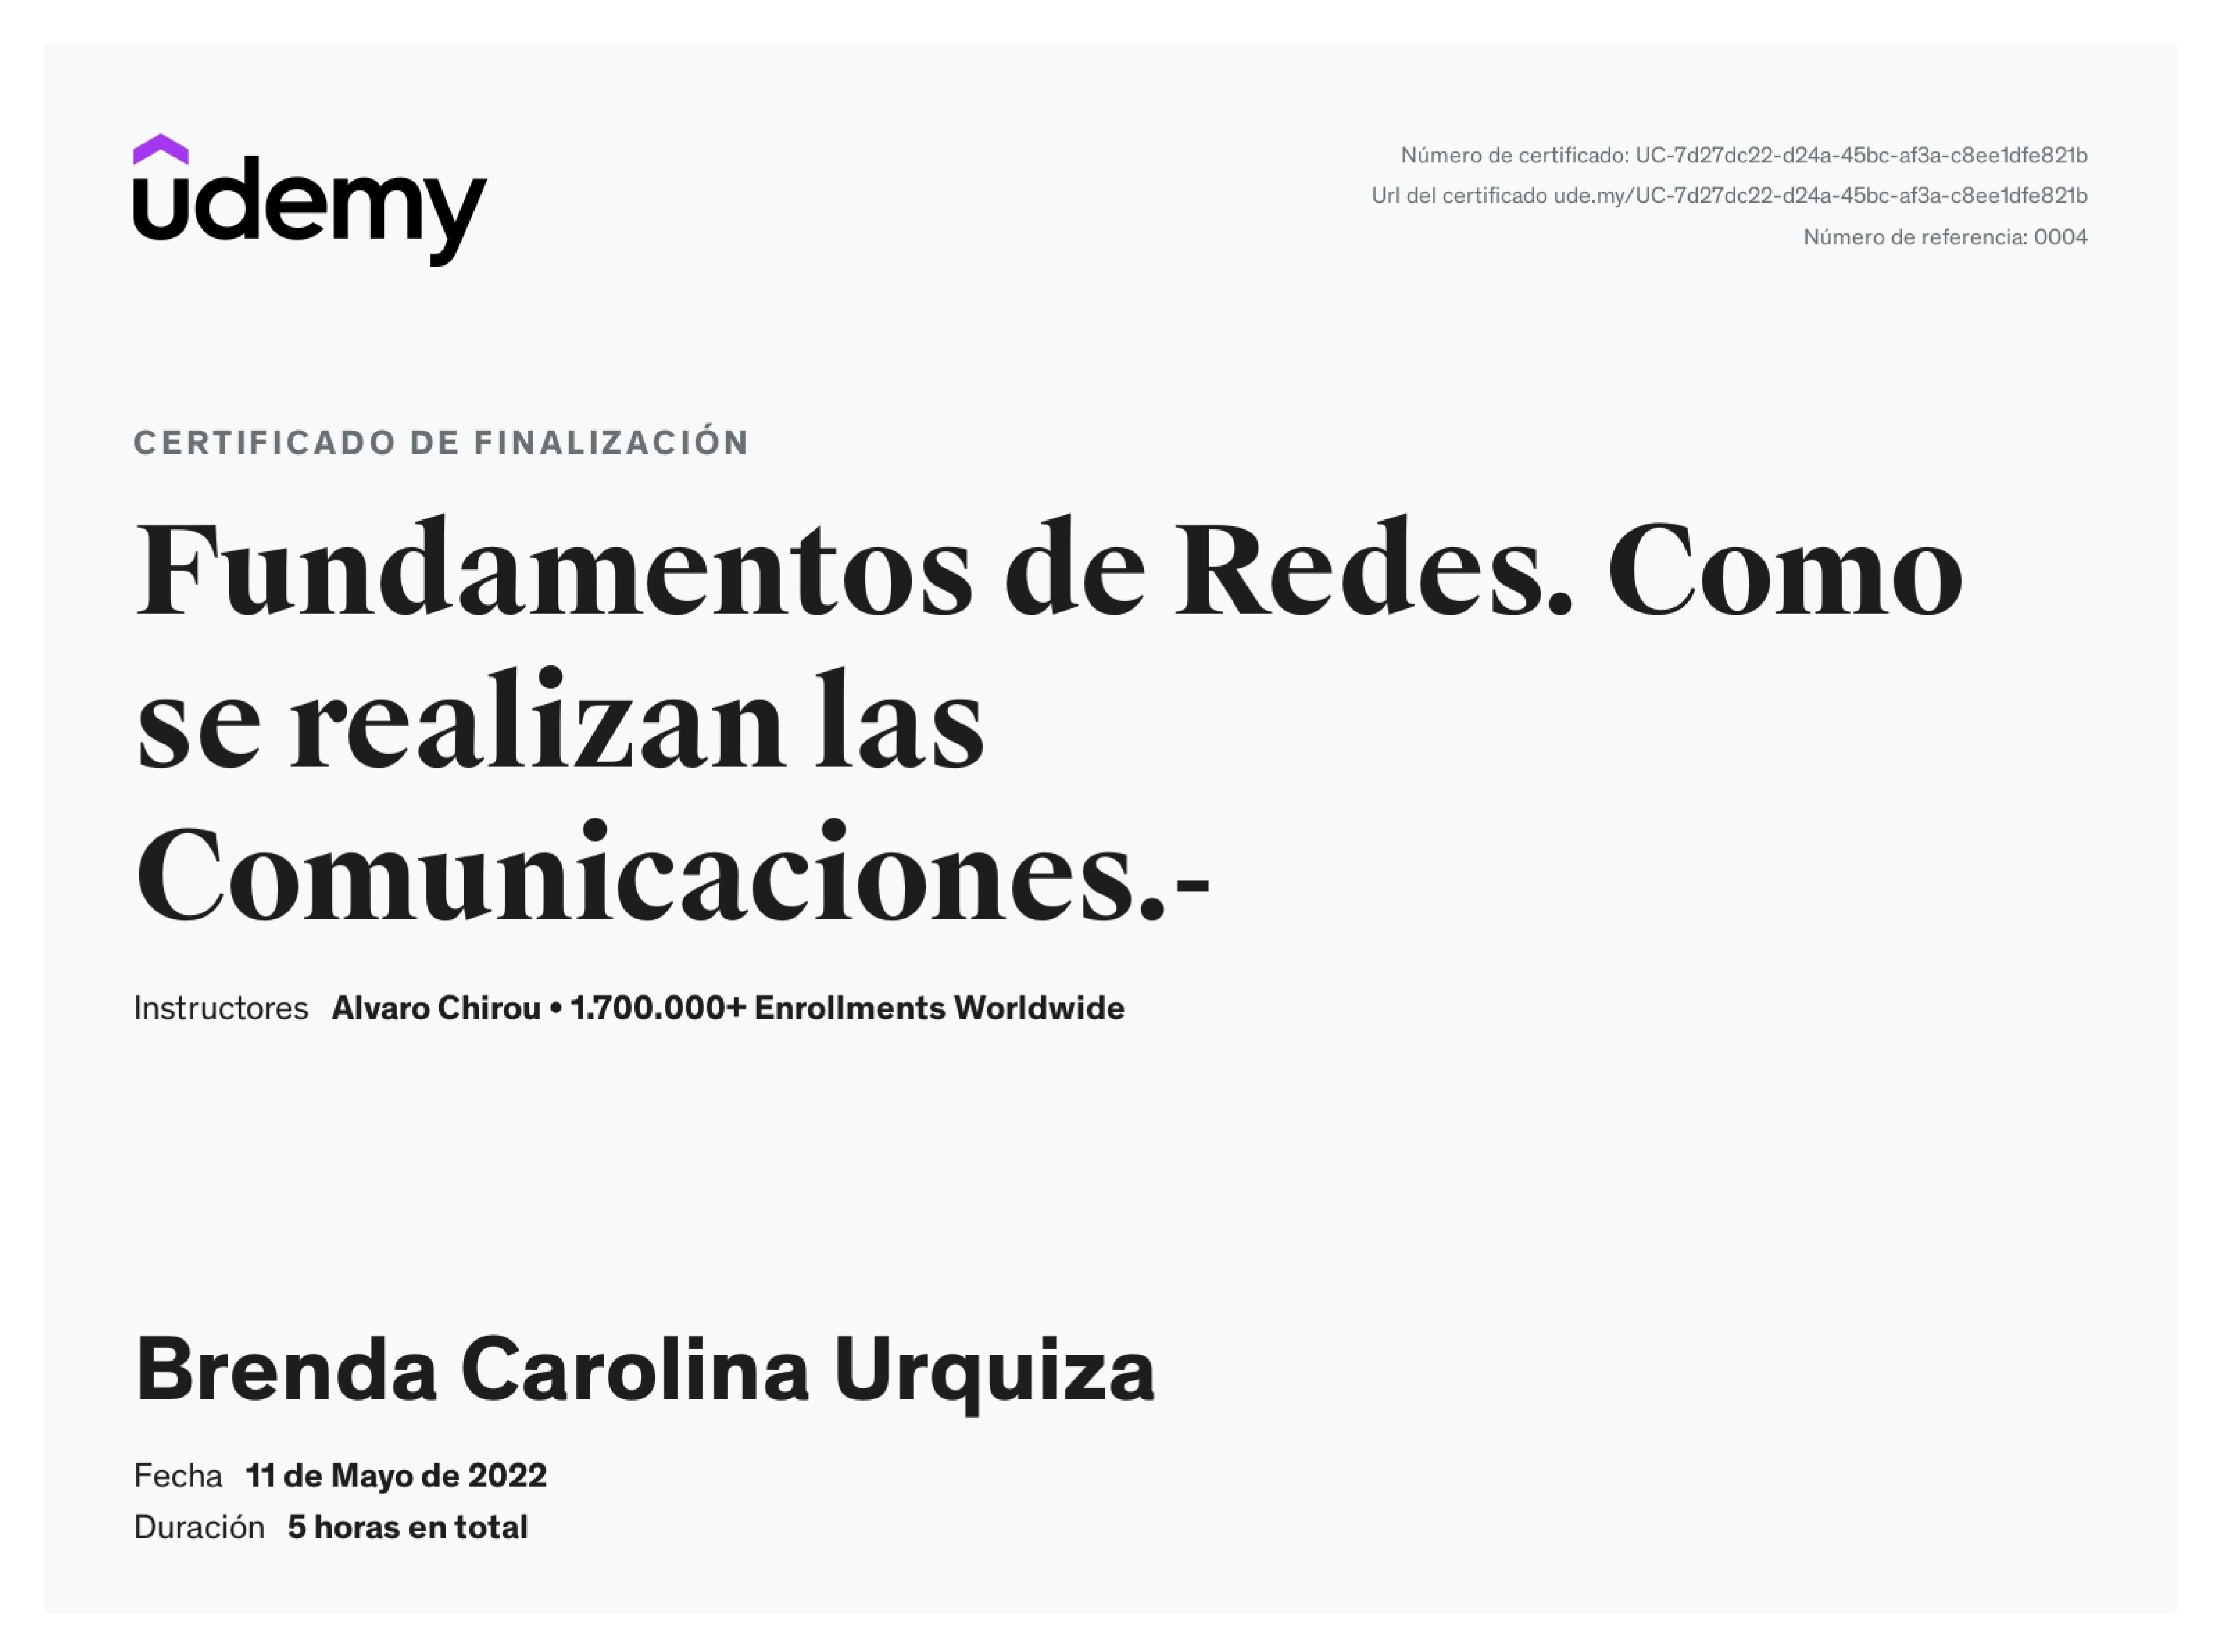 udemy
Número de certificado: UC-7d27dc22-d24a-45bc-af3a-c8ee1dfe821b
Url del certificado ude.my/UC-7d27dc22-d24a-45bc-af3a-c8ee1dfe821b
Número de referencia: 0004
CERTIFICADO DE FINALIZACIÓN
Fundamentos de Redes. Como
se realizan las
Comunicaciones.-
Instructores Alvaro Chirou • 1.700.000+ Enrollments Worldwide
Brenda Carolina Urquiza
Fecha 11 de Mayo de 2022
Duración 5 horas en total